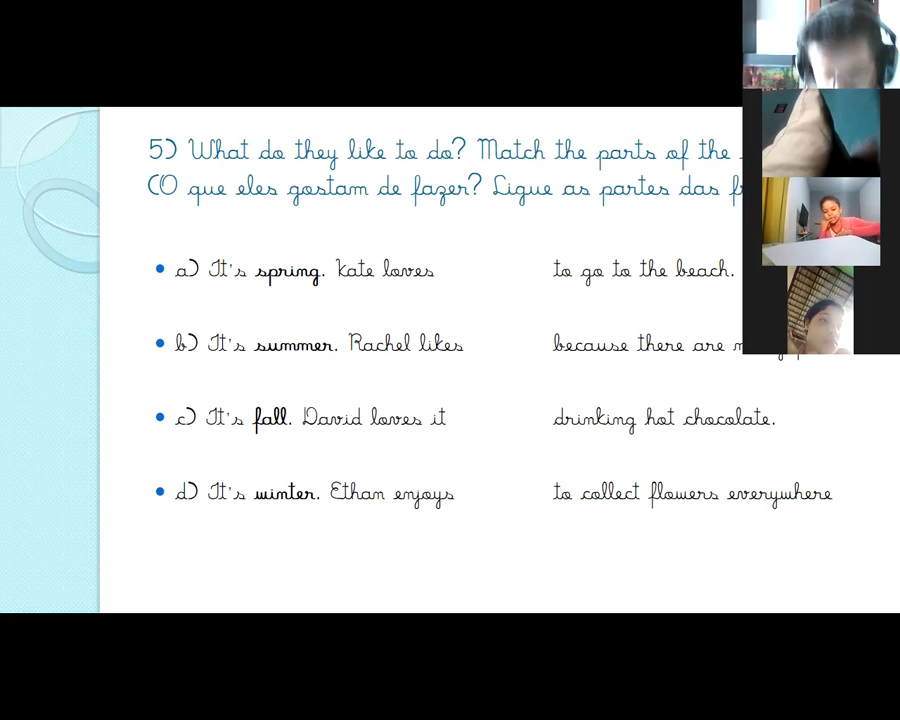 5) What do they like to do? Match the parts of the
(O que eles gostam de fazer? Ligue as partes das
a) It's spring. Kate loves to go to the beach.
b) It's summer. Rachel likes because there are
c) It's fall. David loves it drinking hot chocolate.
d) It's winter. Ethan enjoys to collect flowers everywhere